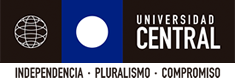 UNIVERSIDAD
CENTRAL
INDEPENDENCIA · PLURALISMO · COMPROMISO